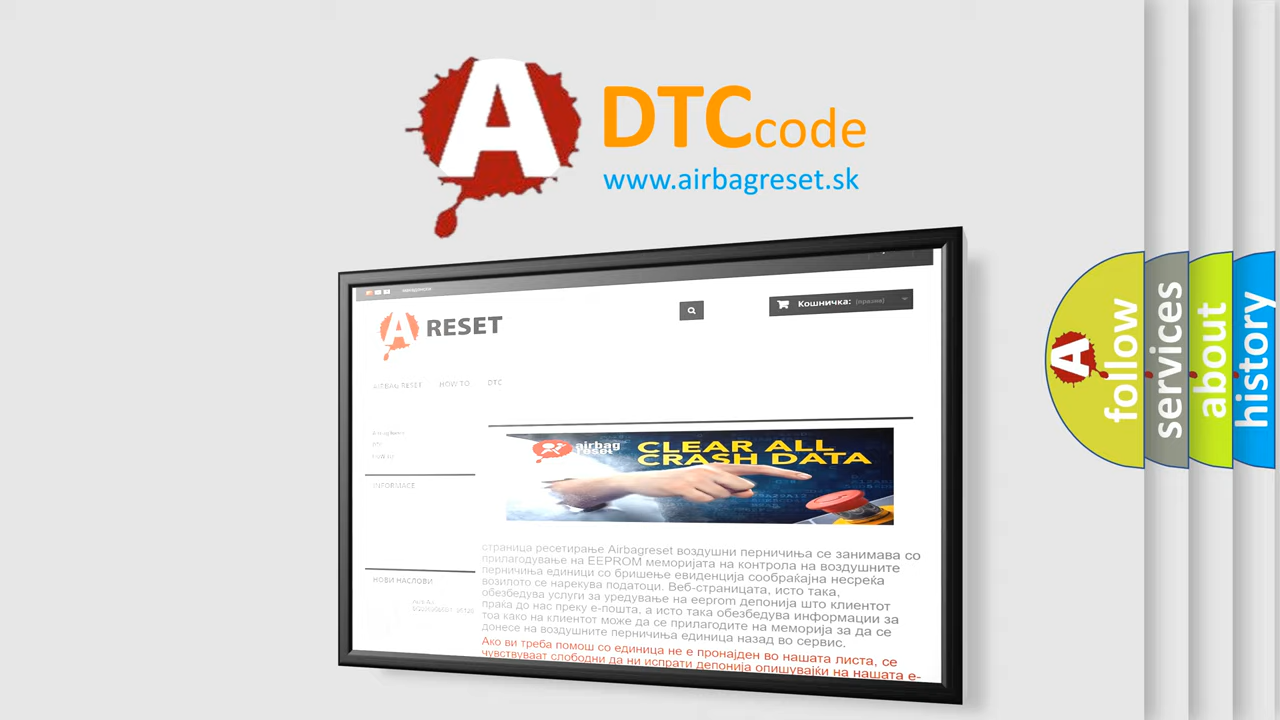 A
DTCcode
www.airbagreset.sk
A RESET
Кошничка: (празна)
AIRBAG RESET
HOW TO
DTC
DTC
airbag
reset
CLEAR ALL
CRASH DATA
INFORMACE
страница ресетирање Airbagreset воздушни перничиња се занимава со
прилагодување на EEPROM меморијата на контрола на воздушните
перничиња единици со бришење евиденција сообраќајна несреќа
возилото се нарекува податоци. Веб-страницата, исто така,
обезбедува услуги за уредување на eeprom депонија што клиентот
праќа до нас преку е-пошта, а исто така обезбедува информации за
тоа како на клиентот може да се прилагодите на меморија за да се
донесе на воздушните перничиња единица назад во сервис.
Ако ви треба помош со единица не е пронајден во нашата листа, се
чувствуваат слободни да ни испрати депонија опишувајќи на нашата е-
НОВИ НАСЛОВИ
A
follow
services
about
history